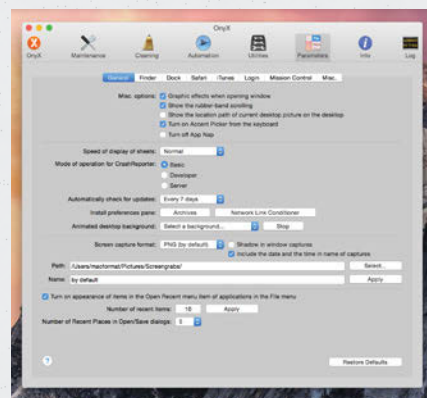 OnyX
OnyX Maintenance Cleaning Automation Utilities Parameters Info Log
General Finder Dock Safari iTunes Login Mission Control Misc.
Misc. options: Graphic effects when opening window
Show the rubber-band scrolling
Show the location path of current desktop picture on the desktop
Turn on Accent Picker from the keyboard
Turn off App Nap
Speed of display of sheets: Normal
Mode of operation for CrashReporter: Basic
Developer
Server
Automatically check for updates: Every 7 days
Install preferences pane: Archives Network Link Conditioner
Animated desktop background: Select a background... Stop
Screen capture format: PNG (by default) Shadow in window captures
Include the date and the time in name of captures
Path: /Users/macformat/Pictures/Screengrabs/ Select...
Name: by default Apply
Turn on appearance of items in the Open Recent menu item of applications in the File menu
Number of recent items: 15 Apply
Number of Recent Places in Open/Save dialogs: 5
? Restore Defaults